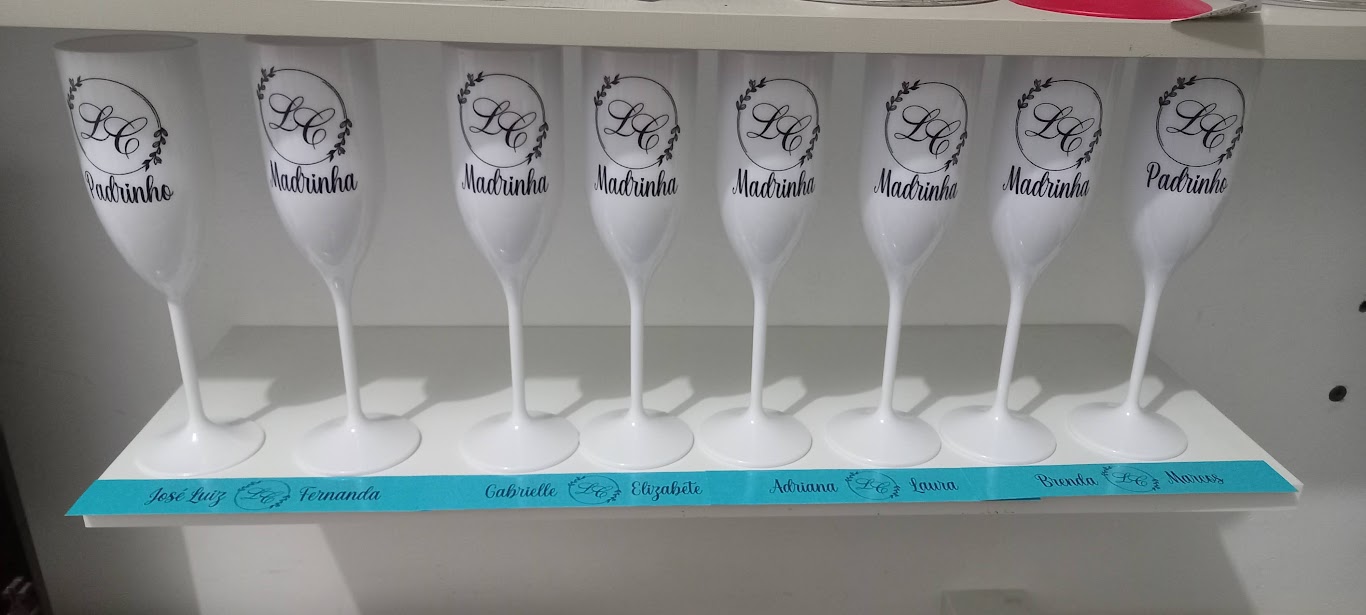 LC
Padrinho
LC
Madrinha
LC
Madrinha
LC
Madrinha
LC
Madrinha
LC
Madrinha
LC
Madrinha
LC
Padrinho
José Luiz LC Fernanda
Gabrielle LC Elizabete
Adriana LC Laura
Brenda LC Marcos